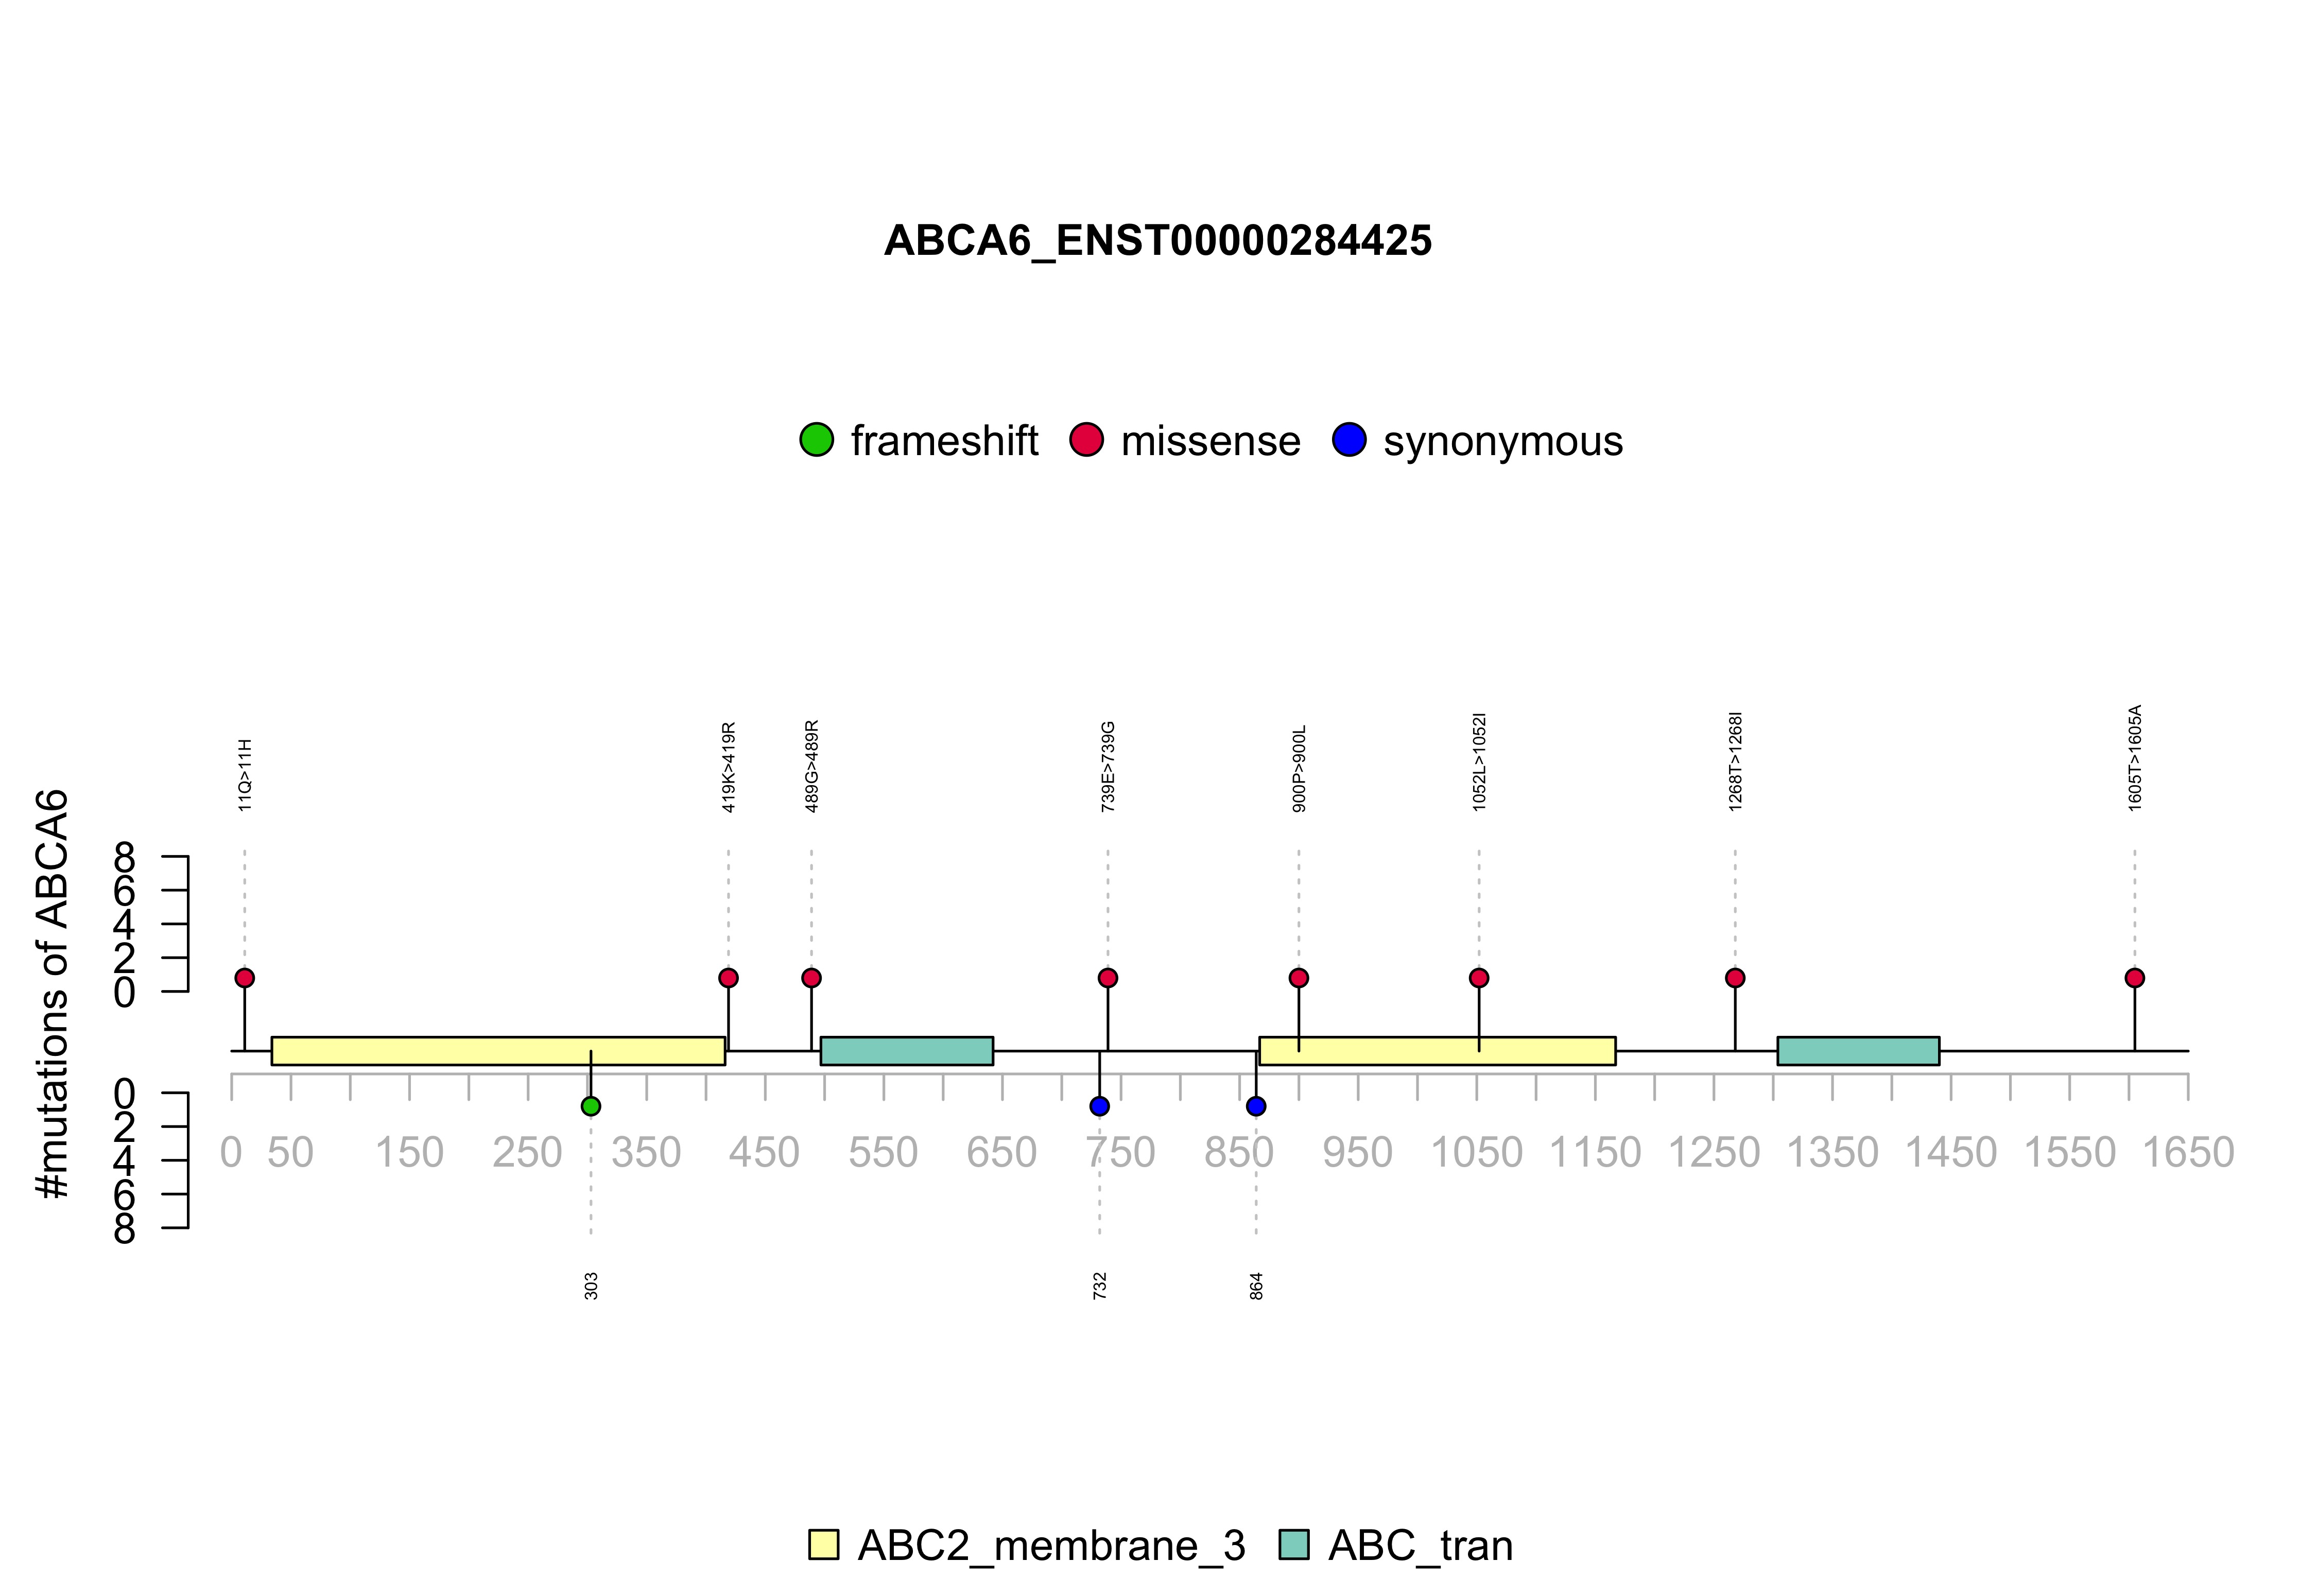 ABCA6_ENST00000284425
frameshift missense synonymous
11Q>11H
419K>419R
489G>489R
739E>739G
900P>900L
1052L>1052I
1268T>1268I
1605T>1605A
#mutations of ABCA6
8
6
4
2
0
0
2
4
6
8
0 50 150 250 350 450 550 650 750 850 950 1050 1150 1250 1350 1450 1550 1650
303
732
864
ABC2_membrane_3 ABC_tran